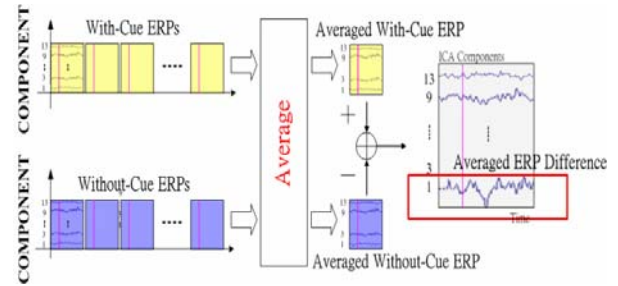 With-Cue ERPs
COMPONENT
13
9
3
1
Average
Averaged With-Cue ERP
13
9
3
1
+
−
ICA Components
13
9
3
1
Averaged ERP Difference
Time
Without-Cue ERPs
COMPONENT
13
9
3
1
13
9
3
1
Averaged Without-Cue ERP